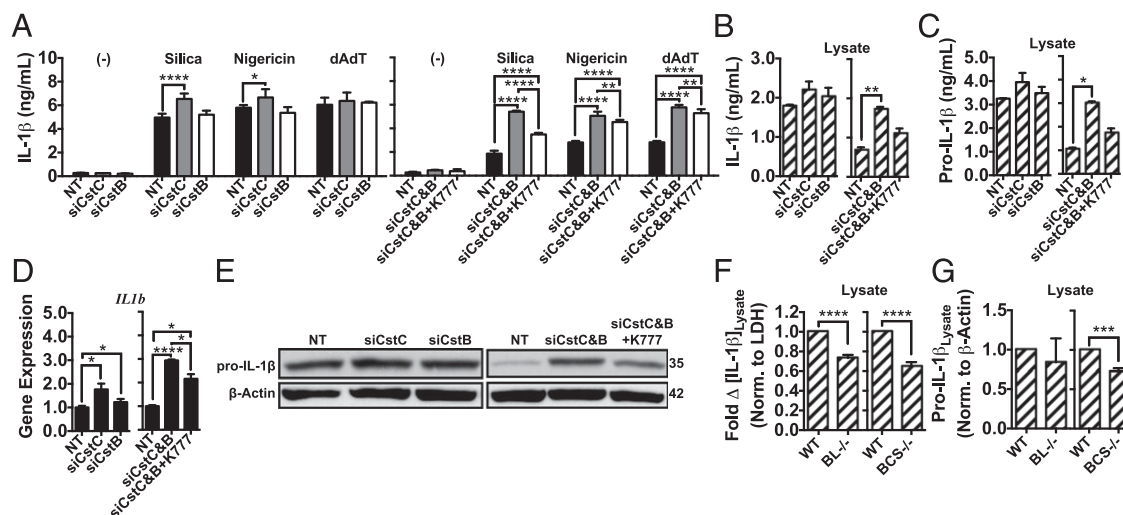 A
IL-1β (ng/mL)
10
8
6
4
2
0
(-)
Silica
Nigericin
dAdT
****
*
NT
siCstC
siCstB
NT
siCstC
siCstB
NT
siCstC
siCstB
NT
siCstC
siCstB
(-)
Silica
Nigericin
dAdT
****
****
****
****
**
****
****
**
****
NT
siCstC&B
siCstC&B+K777
NT
siCstC&B
siCstC&B+K777
NT
siCstC&B
siCstC&B+K777
NT
siCstC&B
siCstC&B+K777
B
Lysate
IL-1β (ng/mL)
3.0
2.0
1.0
0
**
NT
siCstC
siCstB
NT
siCstC&B
siCstC&B+K777
C
Lysate
Pro-IL-1β (ng/mL)
5.0
4.0
3.0
2.0
1.0
0
*
NT
siCstC
siCstB
NT
siCstC&B
siCstC&B+K777
D
IL1b
Gene Expression
5.0
4.0
3.0
2.0
1.0
0
*
*
*
*
****
NT
siCstC
siCstB
NT
siCstC&B
siCstC&B+K777
E
NT siCstC siCstB NT siCstC&B siCstC&B
+K777
pro-IL-1β 35
β-Actin 42
F
Lysate
Fold Δ [IL-1β]Lysate
(Norm. to LDH)
1.2
1.0
0.8
0.6
0.4
0.2
0.0
****
****
WT
BL-/-
WT
BCS-/-
G
Lysate
Pro-IL-1βLysate
(Norm. to β-Actin)
1.5
1.0
0.5
0.0
***
WT
BL-/-
WT
BCS-/-